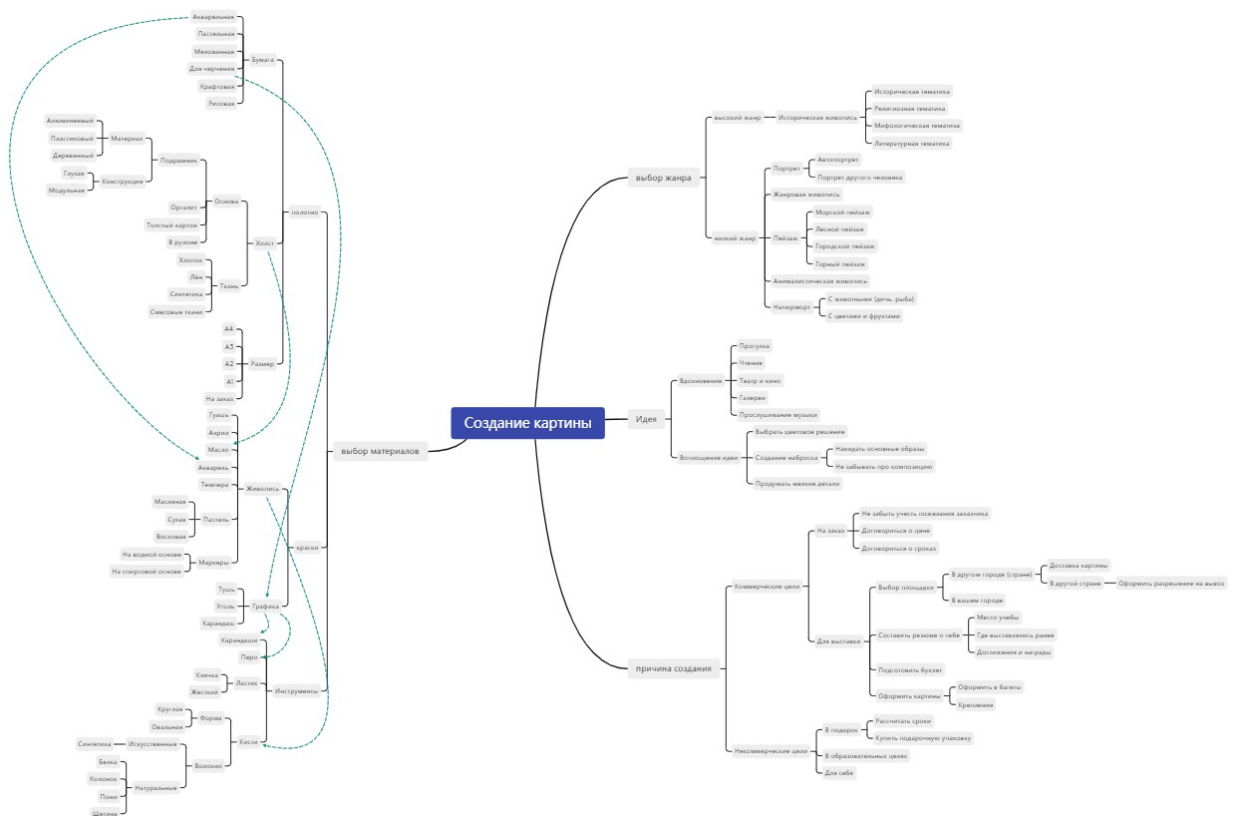 Создание картины
выбор жанра
высокий жанр
Историческая живопись
Историческая тематика
Религиозная тематика
Мифологическая тематика
Литературная тематика
низкий жанр
Портрет
Автопортрет
Портрет другого человека
Жанровая живопись
Пейзаж
Морской пейзаж
Лесной пейзаж
Городской пейзаж
Горный пейзаж
Анималистическая живопись
Натюрморт
С животными (дичь, рыба)
С цветами и фруктами
Идея
Вдохновение
Прогулка
Чтение
Театр и кино
Галереи
Прослушивание музыки
Воплощение идеи
Выбрать цветовое решение
Создание наброска
Накидать основные образы
Не забывать про композицию
Продумать мелкие детали
причина создания
Коммерческие цели
На заказ
Не забыть учесть пожелания заказчика
Договориться о цене
Договориться о сроках
Для выставки
Выбор площадки
В другом городе (стране)
Доставка картины
В другой стране
Оформить разрешение на вывоз
В вашем городе
Составить резюме о себе
Место учебы
Где выставлялись ранее
Достижения и награды
Подготовить буклет
Оформить картины
Оформить в багеты
Крепления
Некоммерческие цели
В подарок
Рассчитать сроки
Купить подарочную упаковку
В образовательных целях
Для себя
выбор материалов
полотно
Бумага
Акварельная
Пастельная
Мелованная
Для черчения
Крафтовая
Рисовая
Холст
Основа
Подрамник
Материал
Алюминеевый
Пластиковый
Деревянный
Конструкция
Глухая
Модульная
Оргалит
Толстый картон
В рулоне
Ткань
Хлопок
Лён
Синтетика
Смесовые ткани
Размер
А4
А3
А2
А1
На заказ
краски
Живопись
Гуашь
Акрил
Масло
Акварель
Темпера
Пастель
Масляная
Сухая
Восковая
Маркеры
На водной основе
На спиртовой основе
Графика
Тушь
Уголь
Карандаш
Инструменты
Карандаши
Перо
Ластик
Клячка
Жесткий
Кисти
Форма
Круглая
Овальная
Волокно
Искусственные
Синтетика
Натуральные
Белка
Колонок
Пони
Щетина